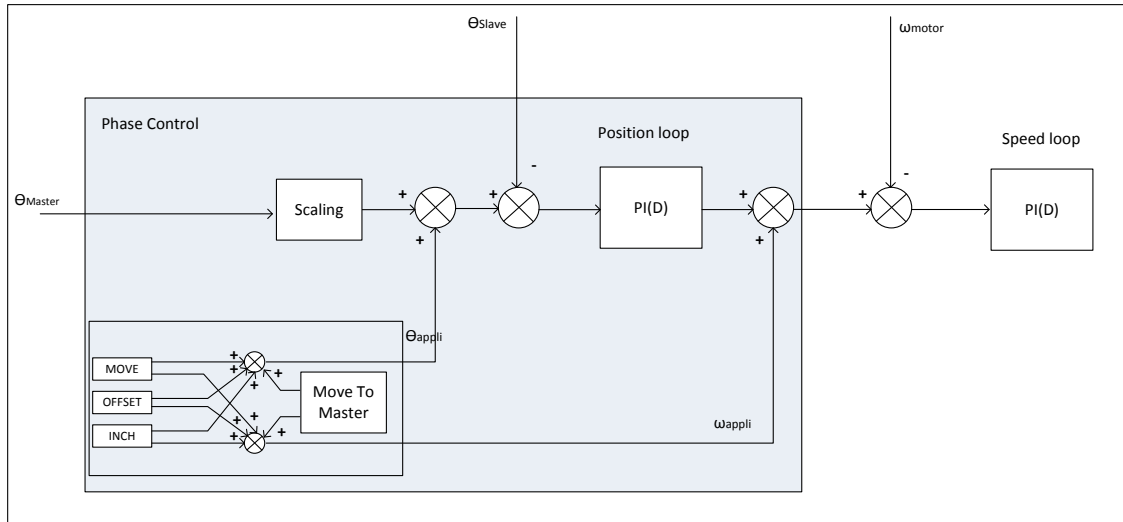 ΘSlave
ωmotor
Phase Control
Position loop
Speed loop
-
-
ΘMaster
Scaling
+
+
PI(D)
+
+
PI(D)
+
+
Θappli
MOVE
+
+
+
+
Move To
Master
OFFSET
+
+
INCH
+
+
ωappli